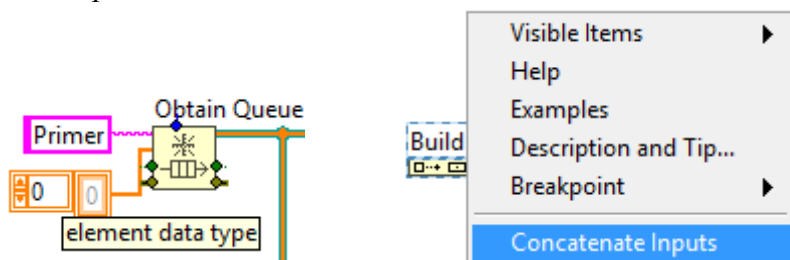 Obtain Queue
Primer
0
0
element data type
Build
Visible Items
Help
Examples
Description and Tip...
Breakpoint
Concatenate Inputs